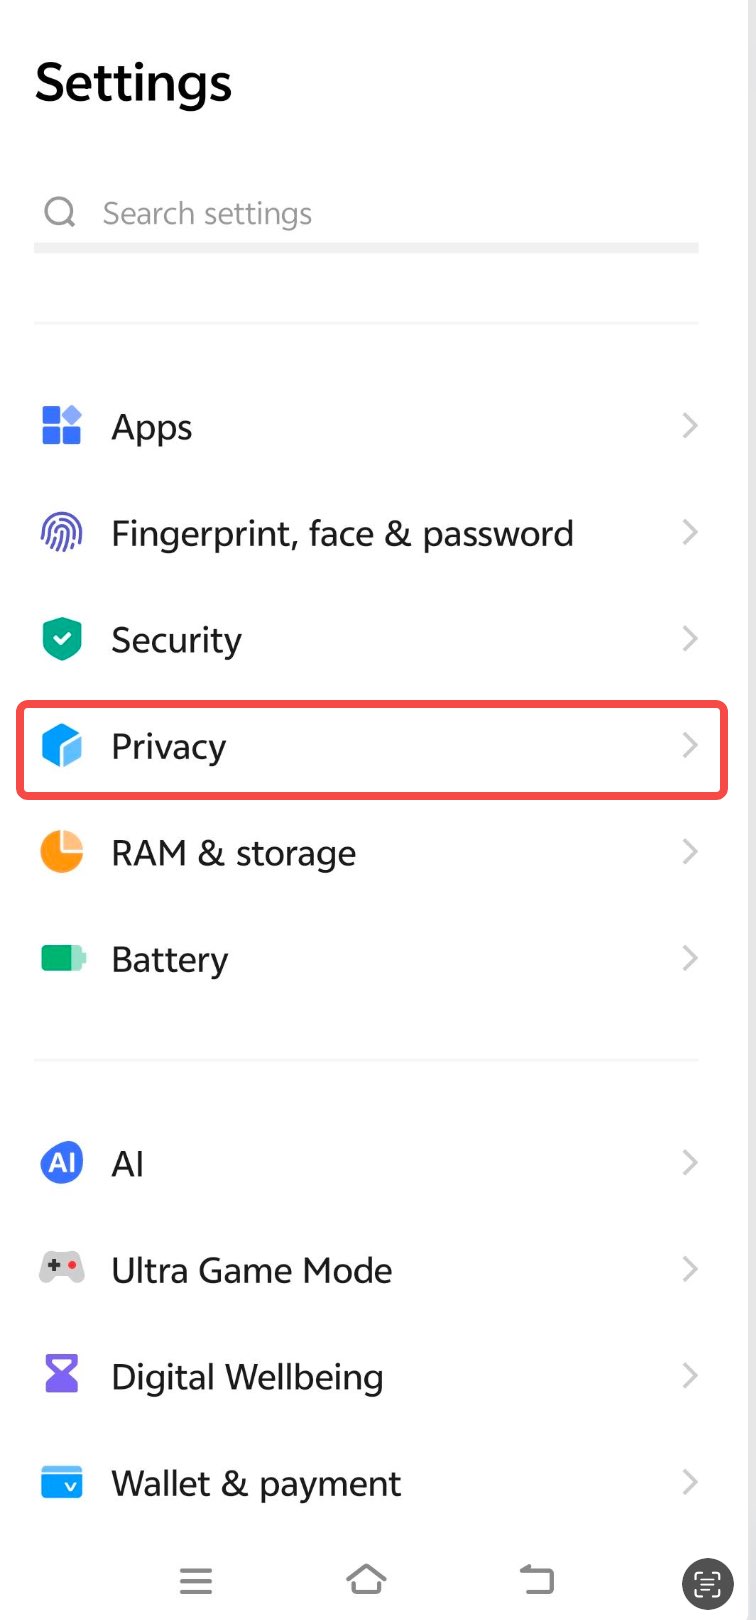 Settings
Search settings
Apps
Fingerprint, face & password
Security
Privacy
RAM & storage
Battery
AI AI
Ultra Game Mode
Digital Wellbeing
Wallet & payment